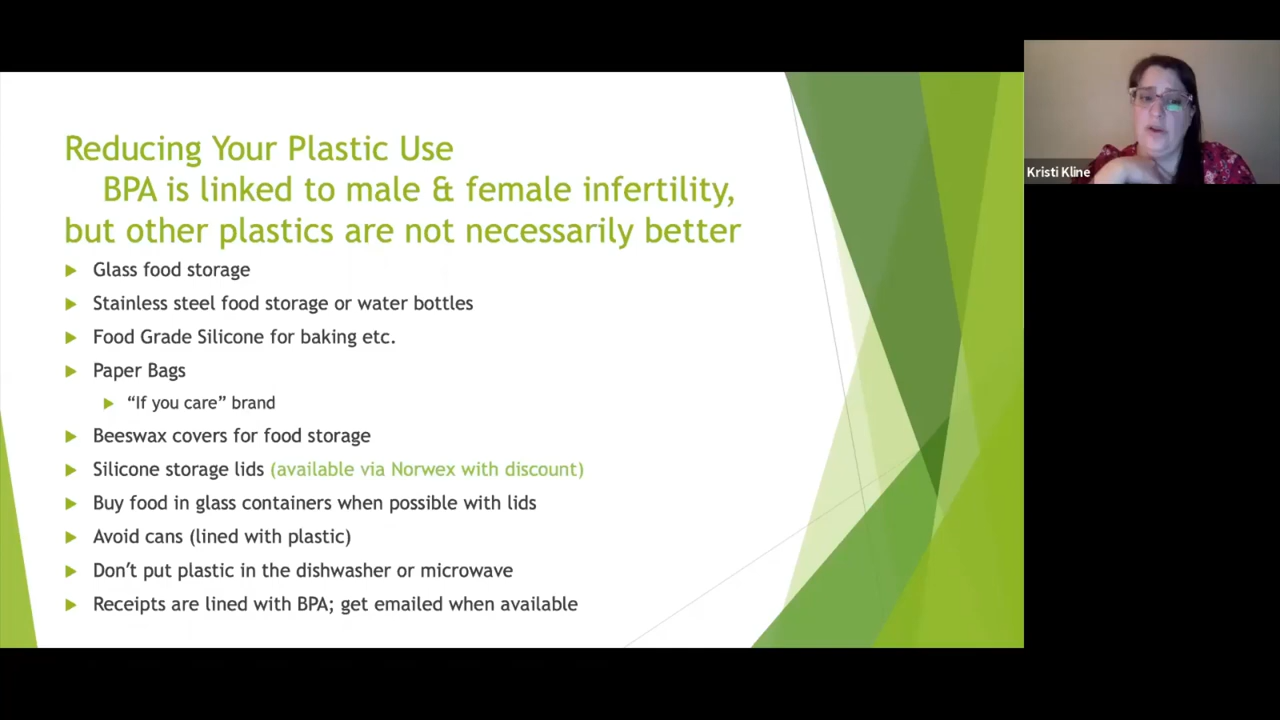 Reducing Your Plastic Use
BPA is linked to male & female infertility,
but other plastics are not necessarily better
Glass food storage
Stainless steel food storage or water bottles
Food Grade Silicone for baking etc.
Paper Bags
“If you care” brand
Beeswax covers for food storage
Silicone storage lids (available via Norwex with discount)
Buy food in glass containers when possible with lids
Avoid cans (lined with plastic)
Don’t put plastic in the dishwasher or microwave
Receipts are lined with BPA; get emailed when available
Kristi Kline